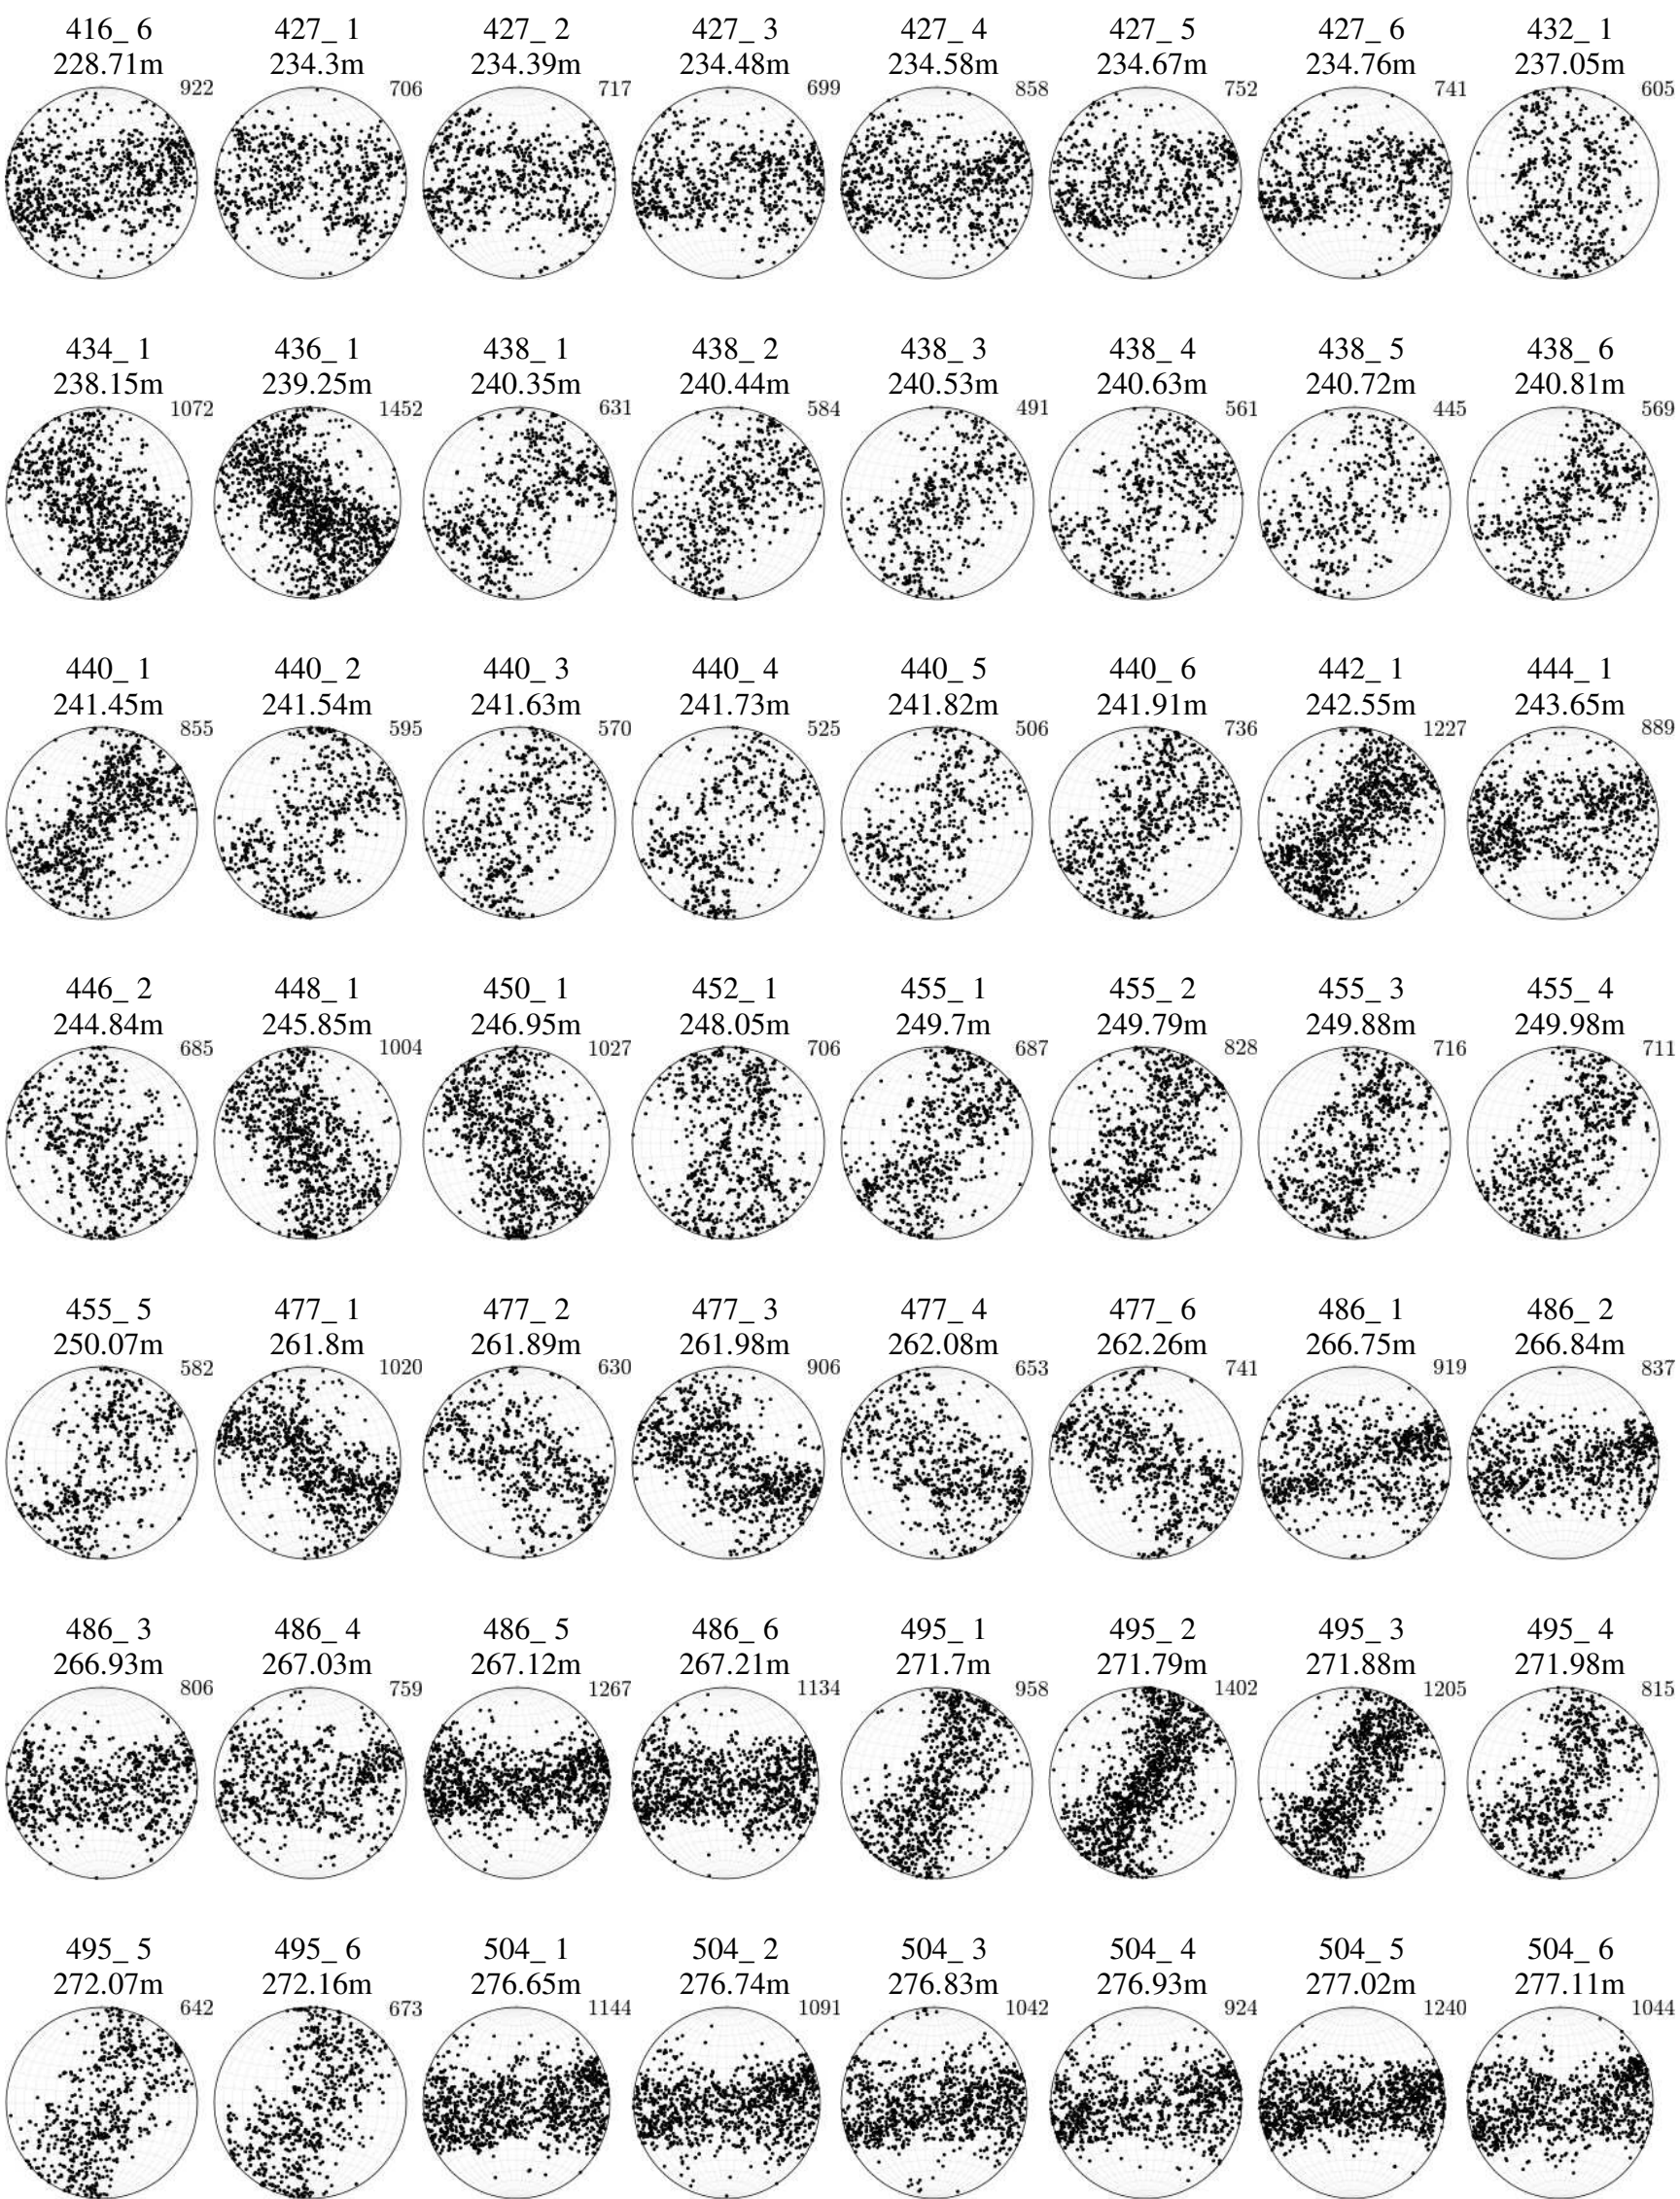 416_ 6 427_ 1 427_ 2 427_ 3 427_ 4 427_ 5 427_ 6 432_ 1
228.71m 234.3m 234.39m 234.48m 234.58m 234.67m 234.76m 237.05m
922 706 717 699 858 752 741 605
434_ 1 436_ 1 438_ 1 438_ 2 438_ 3 438_ 4 438_ 5 438_ 6
238.15m 239.25m 240.35m 240.44m 240.53m 240.63m 240.72m 240.81m
1072 1452 631 584 491 561 445 569
440_ 1 440_ 2 440_ 3 440_ 4 440_ 5 440_ 6 442_ 1 444_ 1
241.45m 241.54m 241.63m 241.73m 241.82m 241.91m 242.55m 243.65m
855 595 570 525 506 736 1227 889
446_ 2 448_ 1 450_ 1 452_ 1 455_ 1 455_ 2 455_ 3 455_ 4
244.84m 245.85m 246.95m 248.05m 249.7m 249.79m 249.88m 249.98m
685 1004 1027 706 687 828 716 711
455_ 5 477_ 1 477_ 2 477_ 3 477_ 4 477_ 6 486_ 1 486_ 2
250.07m 261.8m 261.89m 261.98m 262.08m 262.26m 266.75m 266.84m
582 1020 630 906 653 741 919 837
486_ 3 486_ 4 486_ 5 486_ 6 495_ 1 495_ 2 495_ 3 495_ 4
266.93m 267.03m 267.12m 267.21m 271.7m 271.79m 271.88m 271.98m
806 759 1267 1134 958 1402 1205 815
495_ 5 495_ 6 504_ 1 504_ 2 504_ 3 504_ 4 504_ 5 504_ 6
272.07m 272.16m 276.65m 276.74m 276.83m 276.93m 277.02m 277.11m
642 673 1144 1091 1042 924 1240 1044